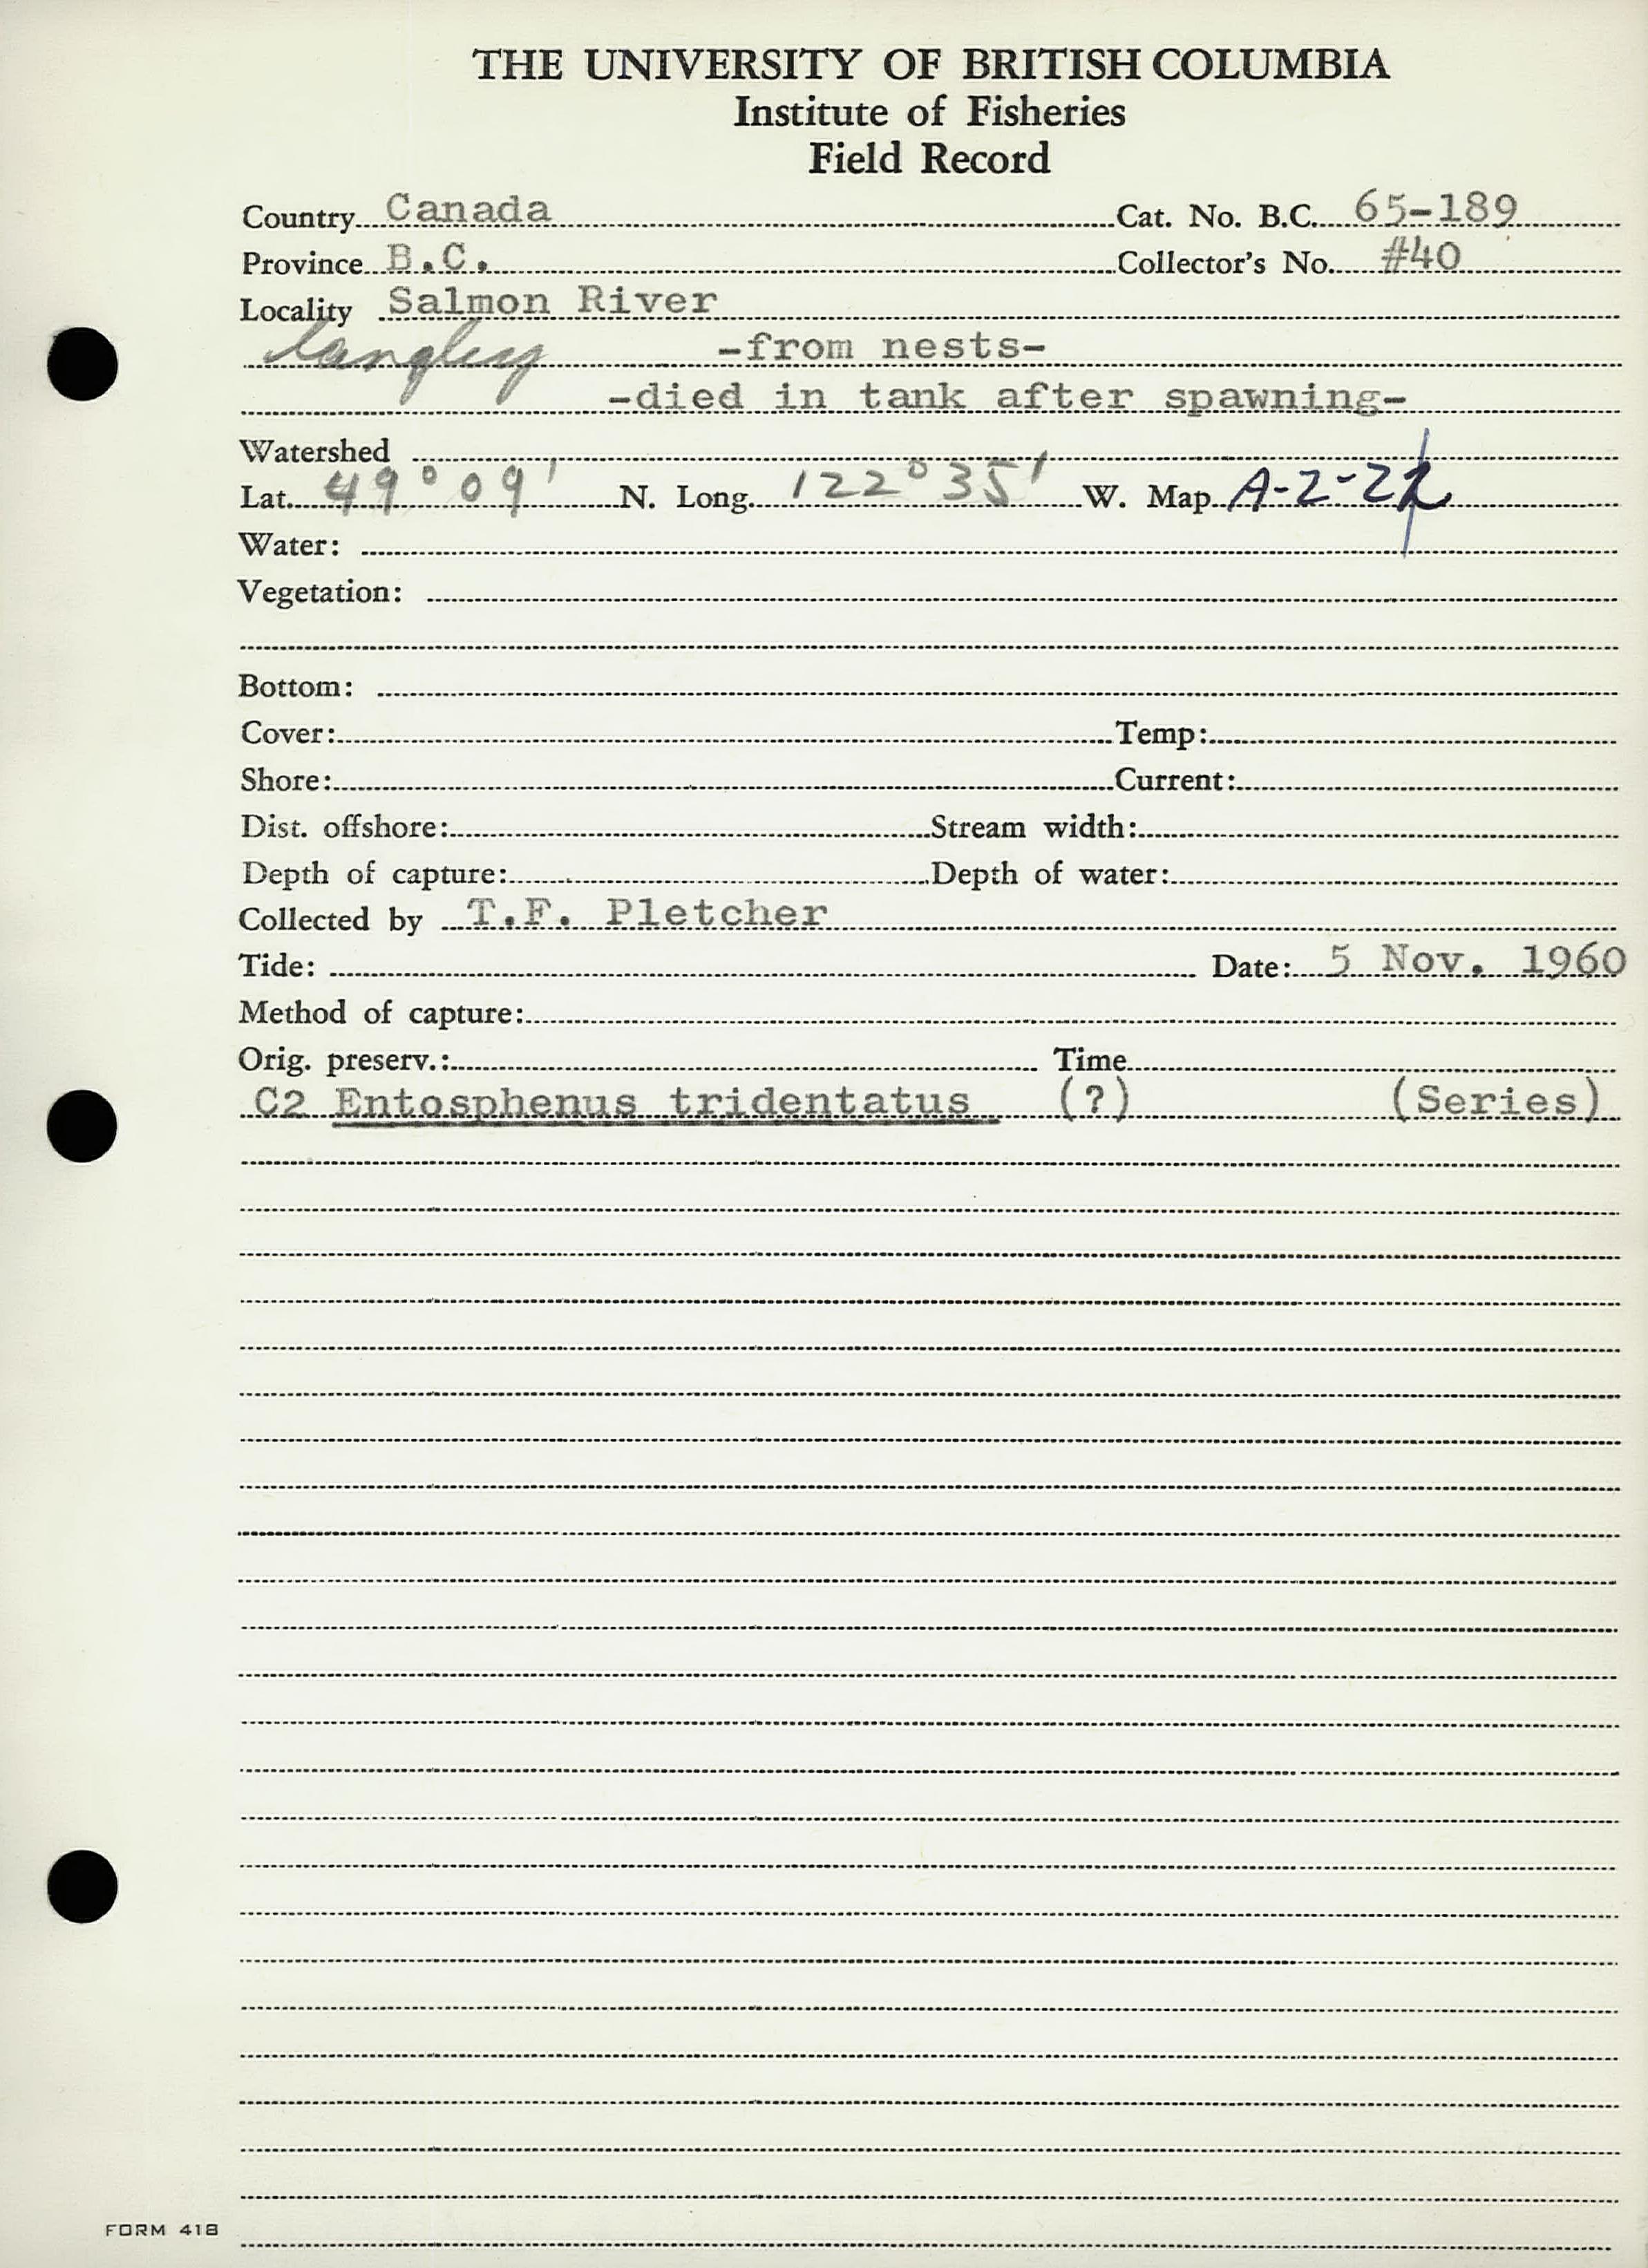 THE UNIVERSITY OF BRITISH COLUMBIA
Institute of Fisheries
Field Record
Country Canada Cat. No. B.C. 65-189
Province B.C. Collector's No. #40
Locality Salmon River
Langley -from nests-
-died in tank after spawning-
Watershed
Lat. 49° 09' N. Long. 122° 35' W. Map A-2-2
Water:
Vegetation:
Bottom:
Cover: Temp:
Shore: Current:
Dist. offshore: Stream width:
Depth of capture: Depth of water:
Collected by T.F. Pletcher
Tide: Date: 5 Nov. 1960
Method of capture:
Orig. preserv.: Time
C2 Entosphenus tridentatus (?) (Series)
FORM 418